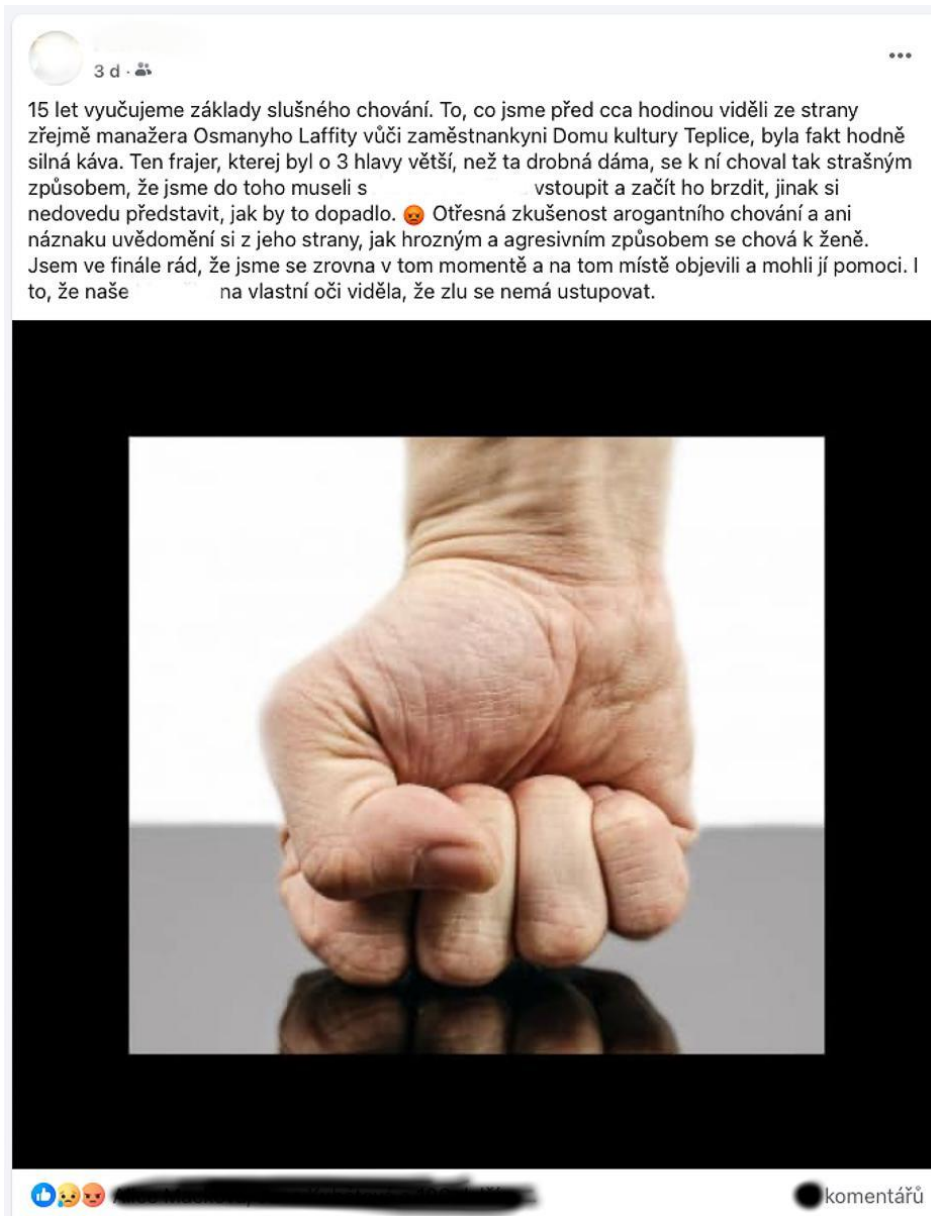 3 d ·
15 let vyučujeme základy slušného chování. To, co jsme před cca hodinou viděli ze strany
zřejmě manažera Osmanyho Laffity vůči zaměstnankyni Domu kultury Teplice, byla fakt hodně
silná káva. Ten frajer, kterej byl o 3 hlavy větší, než ta drobná dáma, se k ní choval tak strašným
způsobem, že jsme do toho museli s vstoupit a začít ho brzdit, jinak si
nedovedu představit, jak by to dopadlo. 😡 Otřesná zkušenost arogantního chování a ani
náznaku uvědomění si z jeho strany, jak hrozným a agresivním způsobem se chová k ženě.
Jsem ve finále rád, že jsme se zrovna v tom momentě a na tom místě objevili a mohli jí pomoci. I
to, že naše na vlastní oči viděla, že zlu se nemá ustupovat.
komentářů